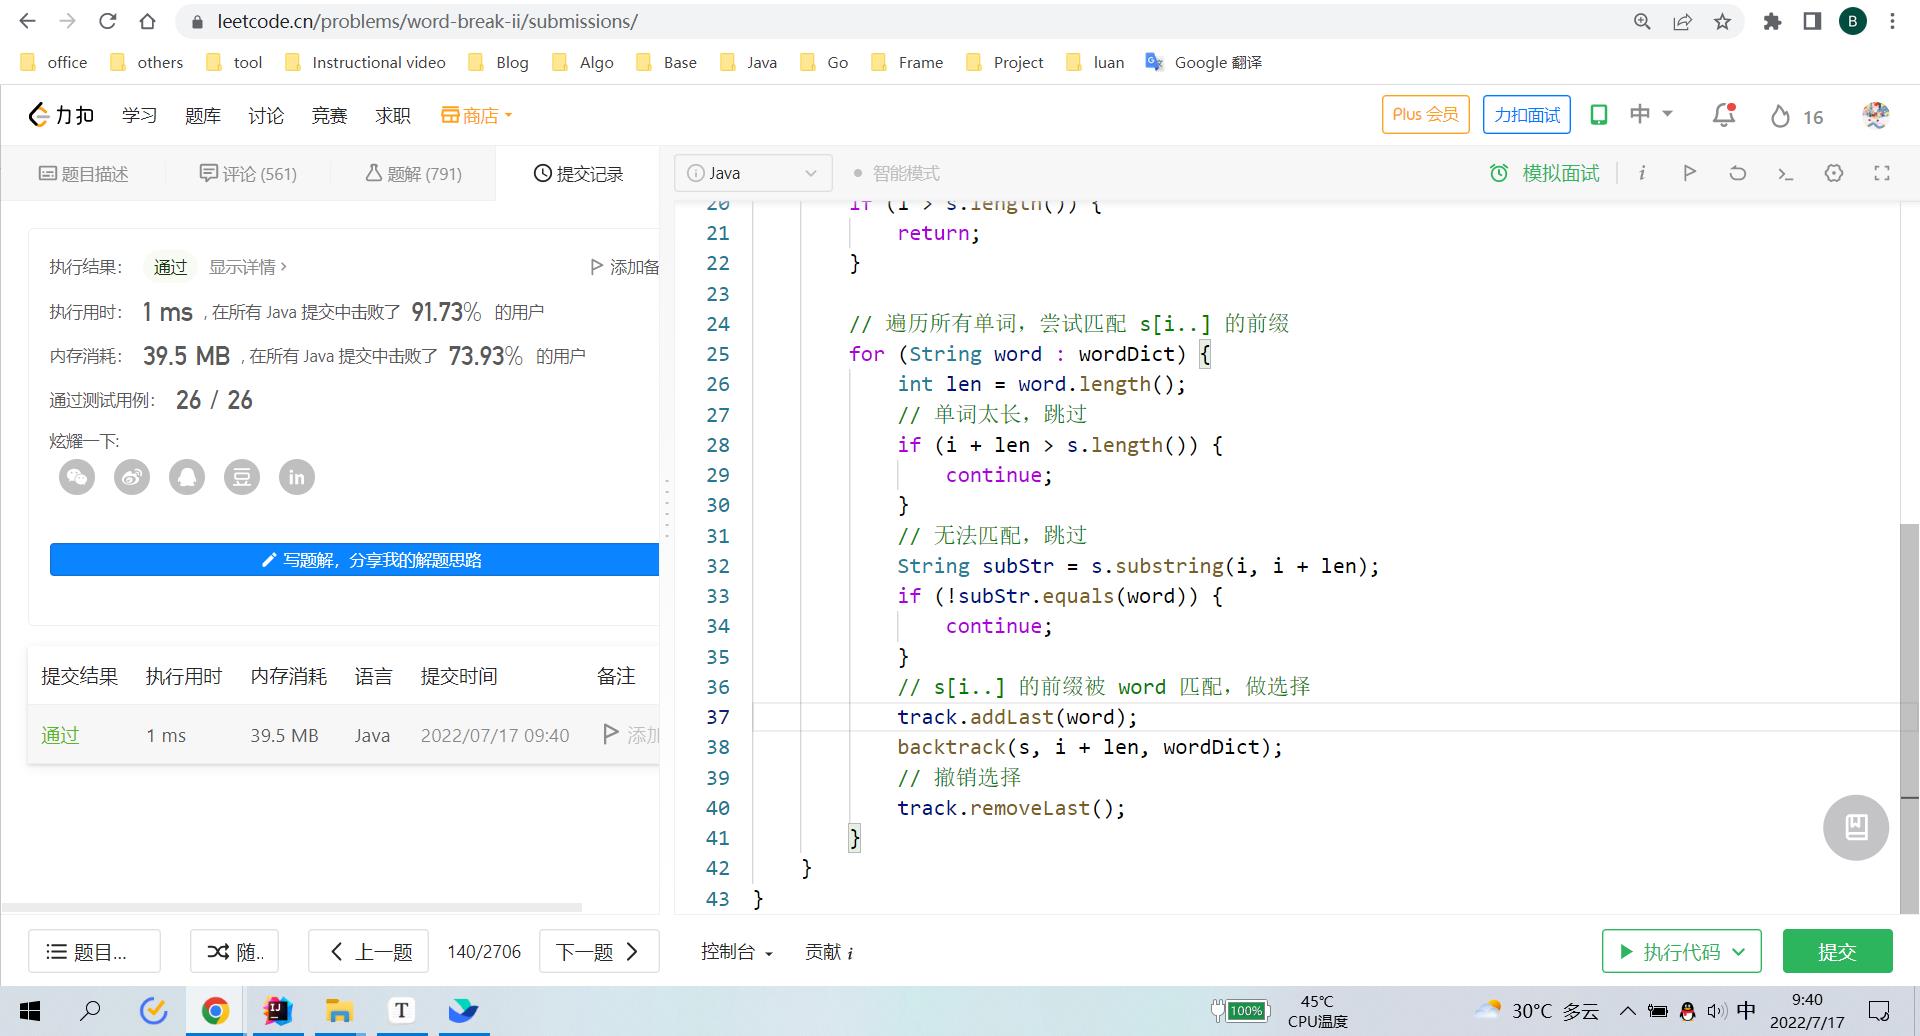 leetcode.cn/problems/word-break-ii/submissions/
B
office others tool Instructional video Blog Algo Base Java Go Frame Project luan Google 翻译
力扣 学习 题库 讨论 竞赛 求职 商店 Plus 会员 力扣面试 中 16
题目描述 评论 (561) 题解 (791) 提交记录
Java 智能模式 模拟面试
执行结果： 通过 显示详情 > 添加备
执行用时： 1 ms , 在所有 Java 提交中击败了 91.73% 的用户
内存消耗： 39.5 MB , 在所有 Java 提交中击败了 73.93% 的用户
通过测试用例： 26 / 26
炫耀一下:
豆 in
写题解，分享我的解题思路
提交结果 执行用时 内存消耗 语言 提交时间 备注
通过 1 ms 39.5 MB Java 2022/07/17 09:40 添加
20 if (i > s.length()) {
21 return;
22 }
23
24 // 遍历所有单词，尝试匹配 s[i..] 的前缀
25 for (String word : wordDict) {
26 int len = word.length();
27 // 单词太长，跳过
28 if (i + len > s.length()) {
29 continue;
30 }
31 // 无法匹配，跳过
32 String subStr = s.substring(i, i + len);
33 if (!subStr.equals(word)) {
34 continue;
35 }
36 // s[i..] 的前缀被 word 匹配，做选择
37 track.addLast(word);
38 backtrack(s, i + len, wordDict);
39 // 撤销选择
40 track.removeLast();
41 }
42 }
43 }
题目... 随.. 上一题 140/2706 下一题 控制台 贡献 i 执行代码 提交
100% 45℃ 30°C 多云 中 9:40
CPU温度 2022/7/17